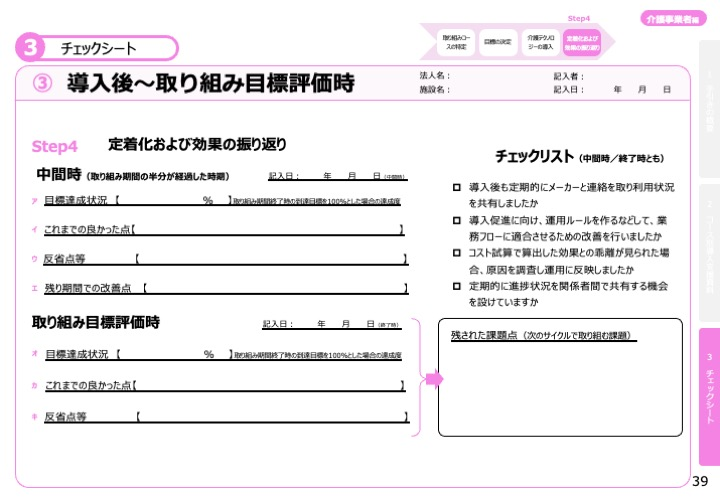 Step4
介護事業者編
取り組みコー
スの特定
目標の決定
介護テクノロ
ジーの導入
定着化および
効果の振り返り
3 チェックシート
③ 導入後～取り組み目標評価時
法人名：
施設名：
記入者：
記入日： 年 月 日
Step4 定着化および効果の振り返り
中間時（取り組み期間の半分が経過した時期）
記入日： 年 月 日（中間時）
ア 目標達成状況 【 % 】取り組み期間終了時の到達目標を100%とした場合の達成度
イ これまでの良かった点【 】
ウ 反省点等 【 】
エ 残り期間での改善点 【 】
取り組み目標評価時
記入日： 年 月 日（終了時）
オ 目標達成状況 【 % 】取り組み期間終了時の到達目標を100%とした場合の達成度
カ これまでの良かった点【 】
キ 反省点等 【 】
チェックリスト（中間時／終了時とも）
導入後も定期的にメーカーと連絡を取り利用状況
を共有しましたか
導入促進に向け、運用ルールを作るなどして、業
務フローに適合させるための改善を行いましたか
コスト試算で算出した効果との乖離が見られた場
合、原因を調査し運用に反映しましたか
定期的に進捗状況を関係者間で共有する機会
を設けていますか
残された課題点（次のサイクルで取り組む課題）
3 チェックシート
39